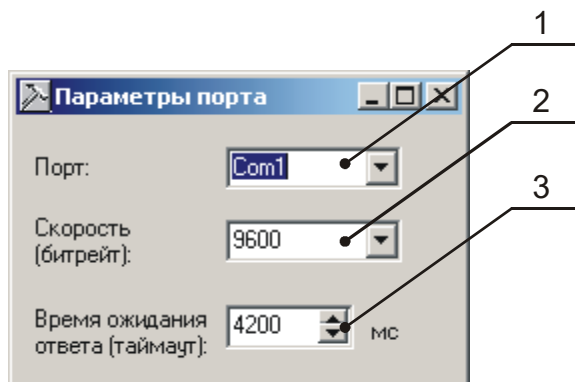 1
Параметры порта
2
Порт:
Com1
3
Скорость
(битрейт):
9600
Время ожидания
ответа (таймаут):
4200
мс